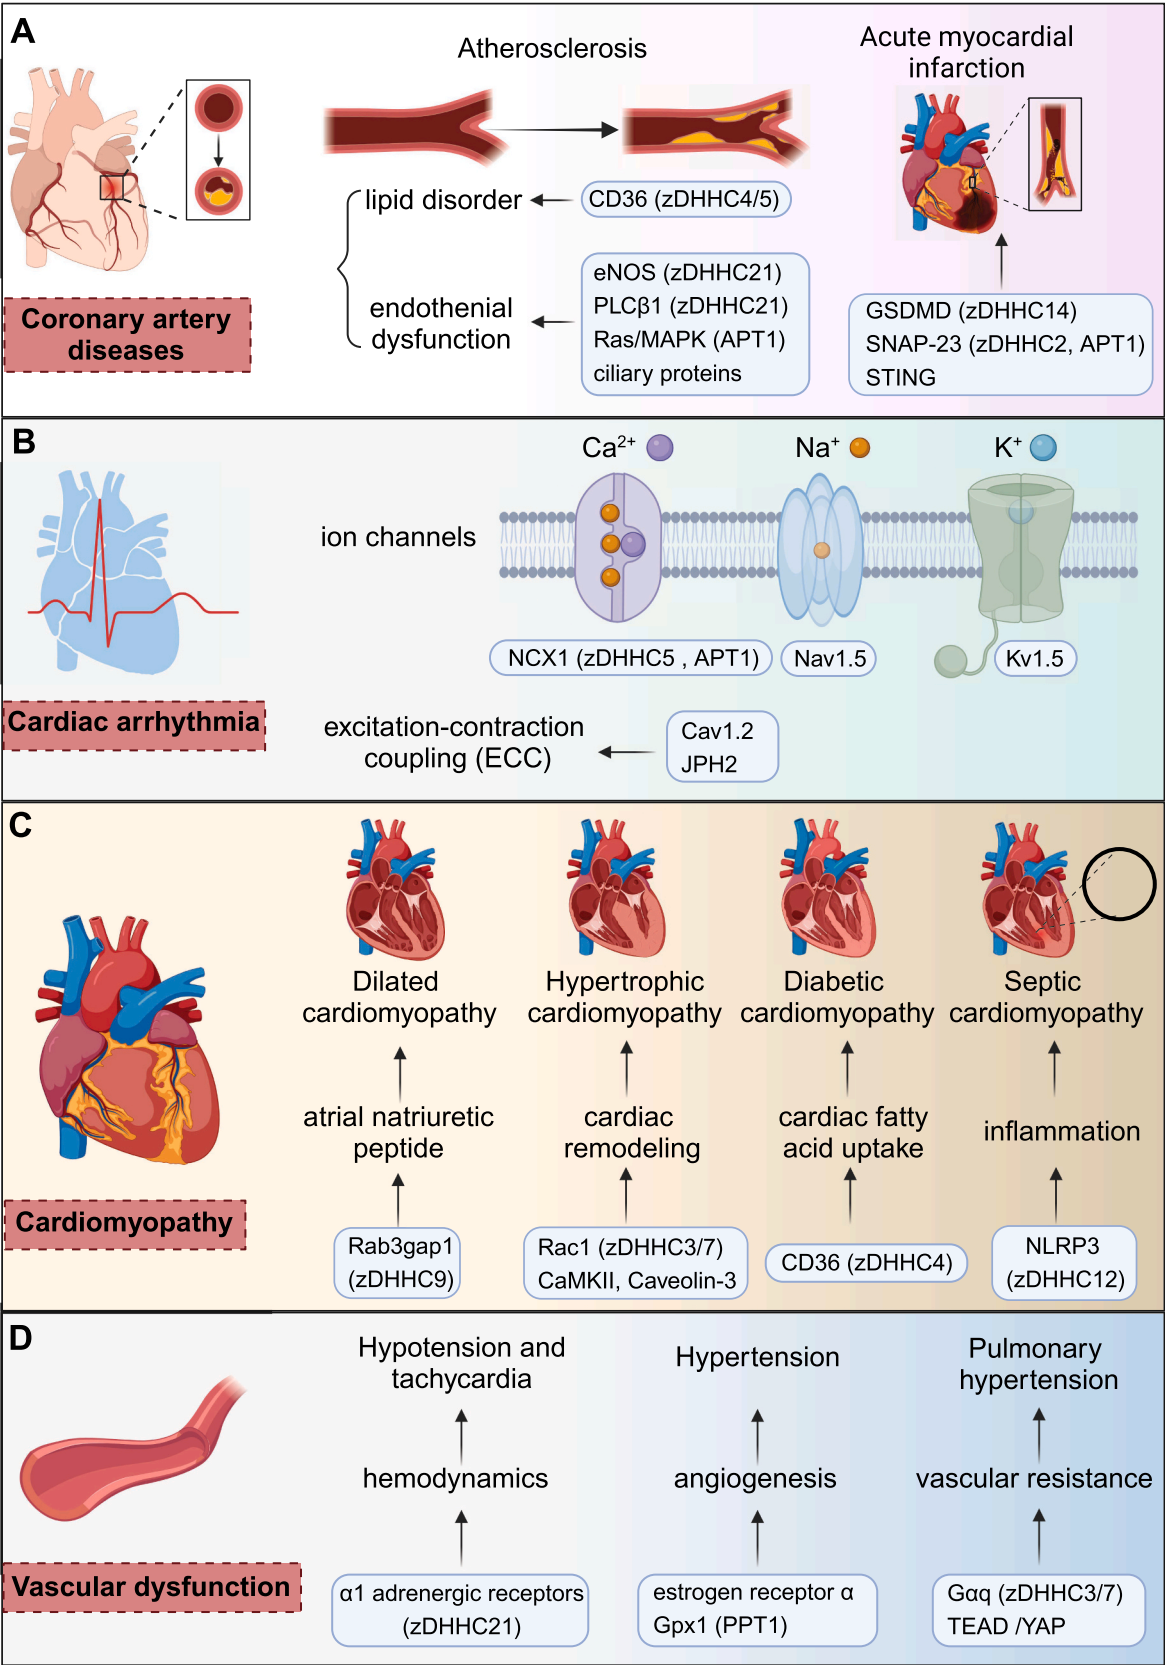 A
Atherosclerosis
Acute myocardial
infarction
lipid disorder
CD36 (zDHHC4/5)
endothenial
dysfunction
eNOS (zDHHC21)
PLCβ1 (zDHHC21)
Ras/MAPK (APT1)
ciliary proteins
GSDMD (zDHHC14)
SNAP-23 (zDHHC2, APT1)
STING
Coronary artery
diseases
B
Ca2+
Na+
K+
ion channels
NCX1 (zDHHC5 , APT1)
Nav1.5
Kv1.5
Cardiac arrhythmia
excitation-contraction
coupling (ECC)
Cav1.2
JPH2
C
Dilated
cardiomyopathy
Hypertrophic
cardiomyopathy
Diabetic
cardiomyopathy
Septic
cardiomyopathy
atrial natriuretic
peptide
cardiac
remodeling
cardiac fatty
acid uptake
inflammation
Cardiomyopathy
Rab3gap1
(zDHHC9)
Rac1 (zDHHC3/7)
CaMKII, Caveolin-3
CD36 (zDHHC4)
NLRP3
(zDHHC12)
D
Hypotension and
tachycardia
Hypertension
Pulmonary
hypertension
hemodynamics
angiogenesis
vascular resistance
Vascular dysfunction
α1 adrenergic receptors
(zDHHC21)
estrogen receptor α
Gpx1 (PPT1)
Gαq (zDHHC3/7)
TEAD /YAP